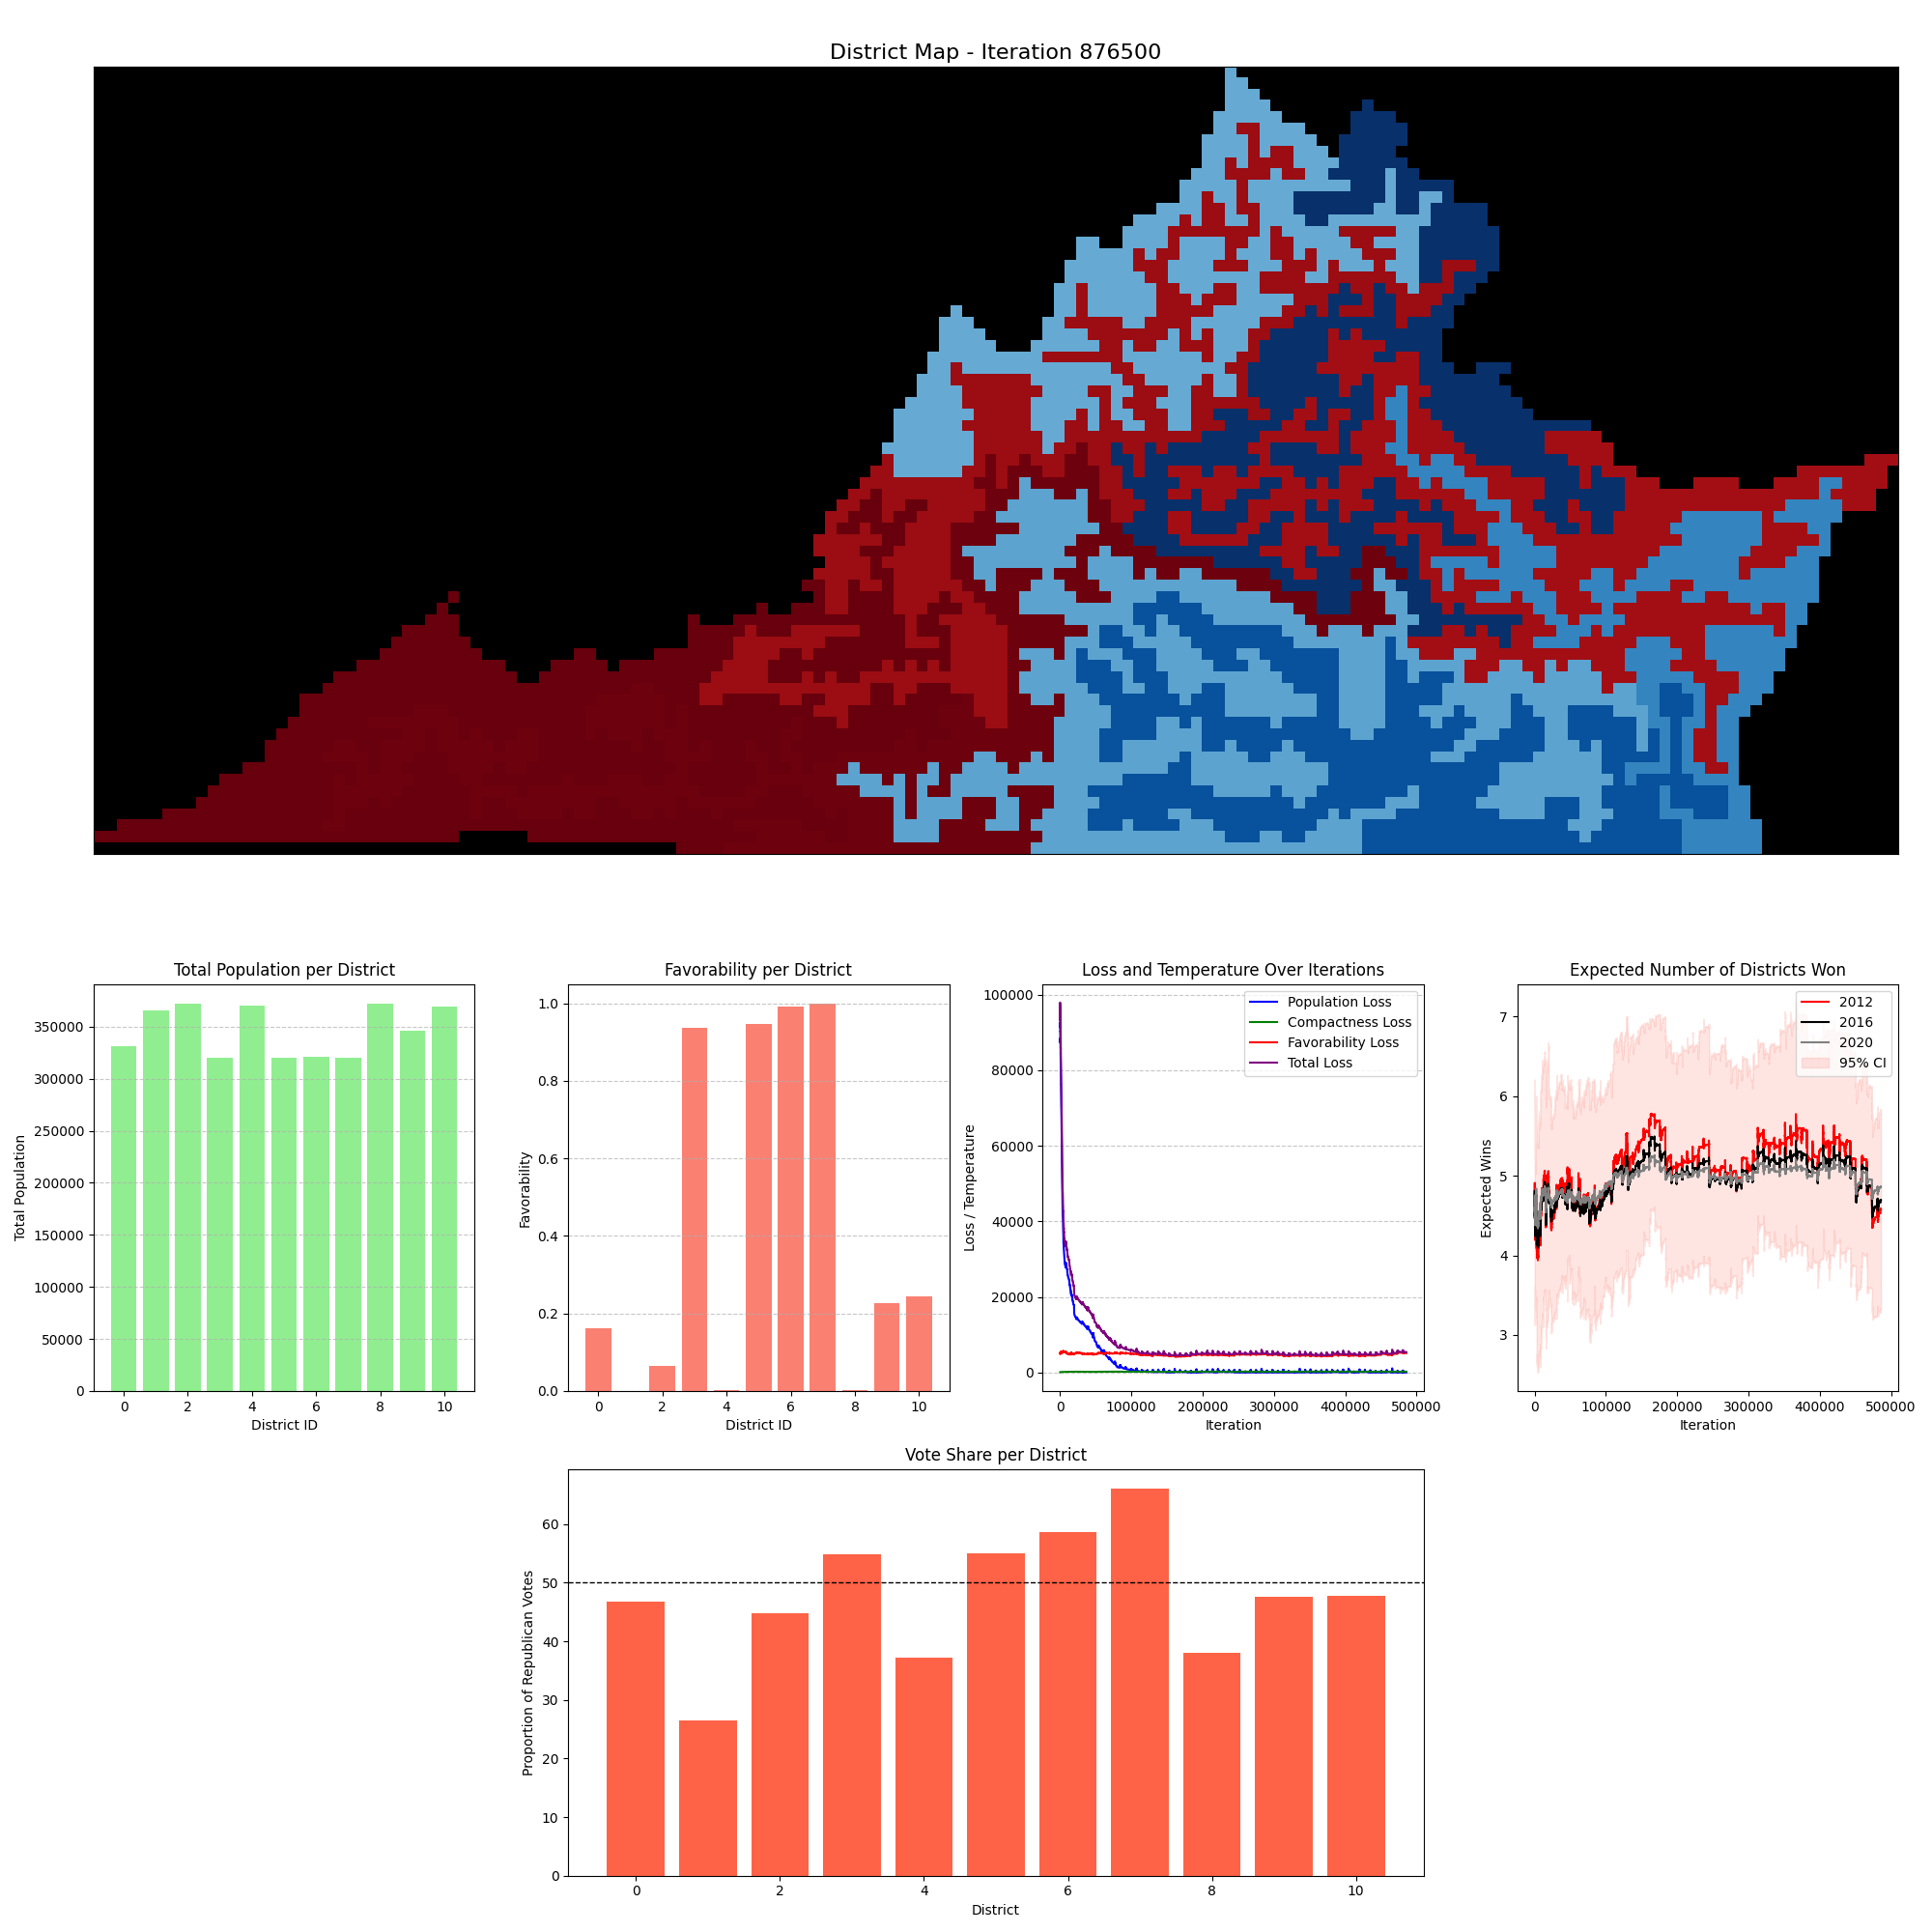 District Map - Iteration 876500
Total Population per District
Total Population
350000
300000
250000
200000
150000
100000
50000
0
0 2 4 6 8 10
District ID
Favorability per District
Favorability
1.0
0.8
0.6
0.4
0.2
0.0
0 2 4 6 8 10
District ID
Loss and Temperature Over Iterations
Loss / Temperature
100000
80000
60000
40000
20000
0
Population Loss
Compactness Loss
Favorability Loss
Total Loss
0 100000 200000 300000 400000 500000
Iteration
Expected Number of Districts Won
Expected Wins
7
6
5
4
3
2012
2016
2020
95% CI
0 100000 200000 300000 400000 500000
Iteration
Vote Share per District
Proportion of Republican Votes
60
50
40
30
20
10
0
0 2 4 6 8 10
District